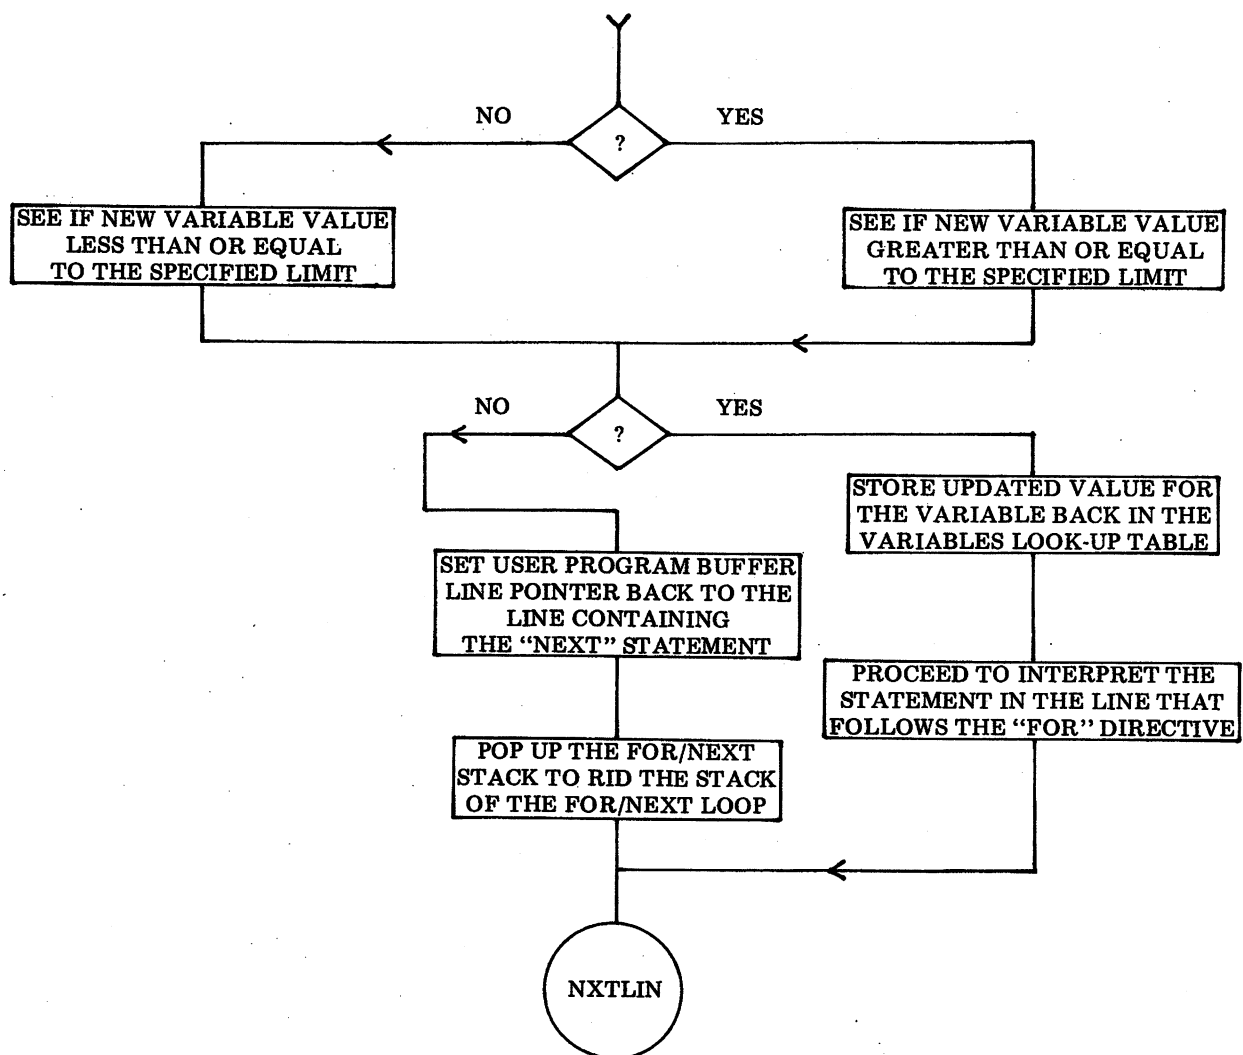 NO
YES
?
SEE IF NEW VARIABLE VALUE
LESS THAN OR EQUAL
TO THE SPECIFIED LIMIT
SEE IF NEW VARIABLE VALUE
GREATER THAN OR EQUAL
TO THE SPECIFIED LIMIT
NO
YES
?
STORE UPDATED VALUE FOR
THE VARIABLE BACK IN THE
VARIABLES LOOK-UP TABLE
SET USER PROGRAM BUFFER
LINE POINTER BACK TO THE
LINE CONTAINING
THE “NEXT” STATEMENT
PROCEED TO INTERPRET THE
STATEMENT IN THE LINE THAT
FOLLOWS THE “FOR” DIRECTIVE
POP UP THE FOR/NEXT
STACK TO RID THE STACK
OF THE FOR/NEXT LOOP
NXTLIN